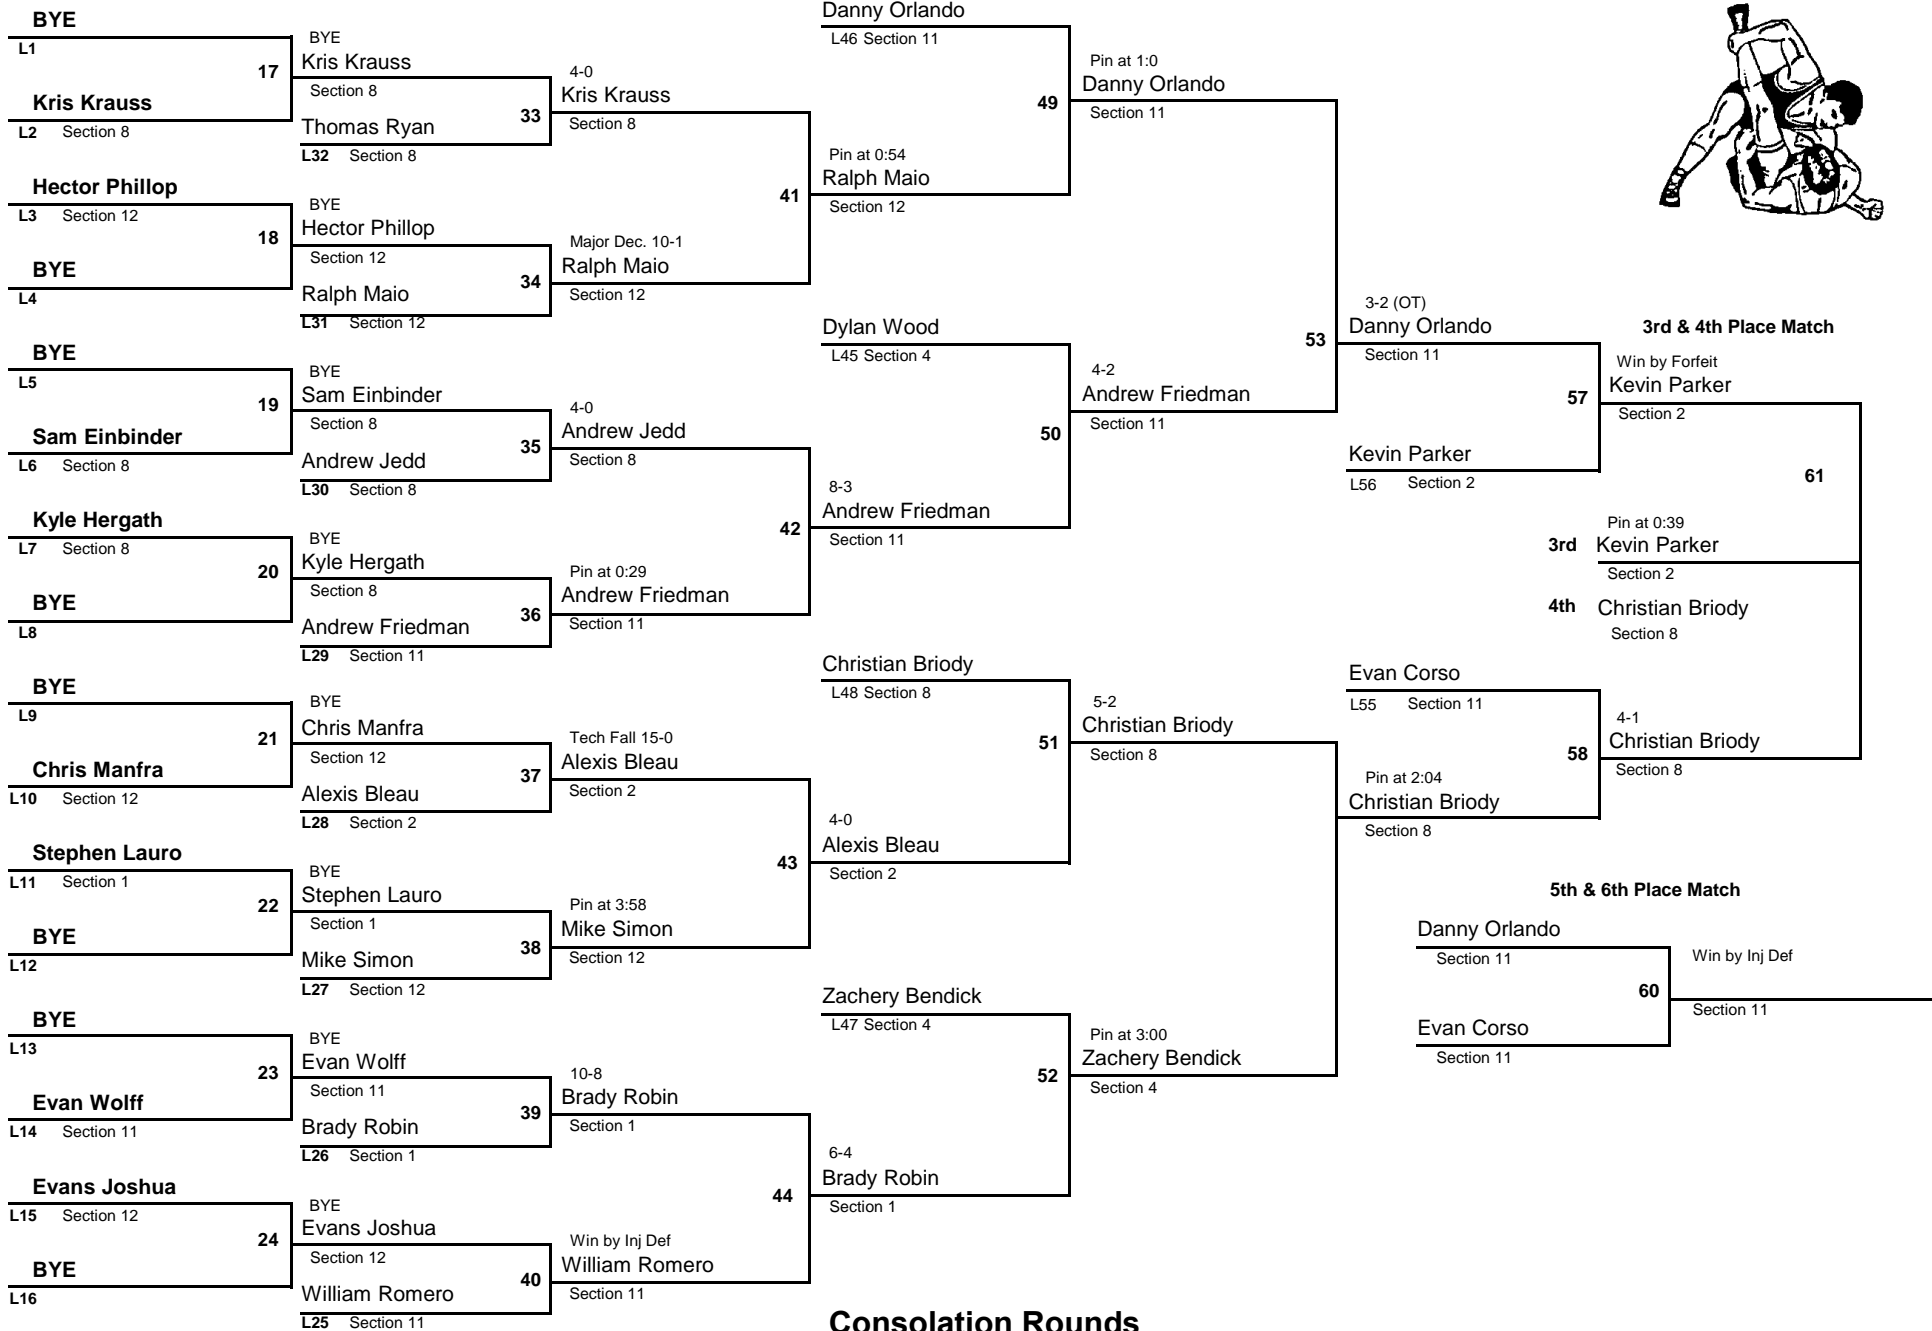 BYE
L1
17
Kris Krauss
L2 Section 8
Hector Phillop
L3 Section 12
18
BYE
L4
BYE
L5
19
Sam Einbinder
L6 Section 8
Kyle Hergath
L7 Section 8
20
BYE
L8
BYE
L9
21
Chris Manfra
L10 Section 12
Stephen Lauro
L11 Section 1
22
BYE
L12
BYE
L13
23
Evan Wolff
L14 Section 11
Evans Joshua
L15 Section 12
24
BYE
L16
BYE
Kris Krauss
Section 8
33
Thomas Ryan
L32 Section 8
BYE
Hector Phillop
Section 12
34
Ralph Maio
L31 Section 12
BYE
Sam Einbinder
Section 8
35
Andrew Jedd
L30 Section 8
BYE
Kyle Hergath
Section 8
36
Andrew Friedman
L29 Section 11
BYE
Chris Manfra
Section 12
37
Alexis Bleau
L28 Section 2
BYE
Stephen Lauro
Section 1
38
Mike Simon
L27 Section 12
BYE
Evan Wolff
Section 11
39
Brady Robin
L26 Section 1
BYE
Evans Joshua
Section 12
40
William Romero
L25 Section 11
4-0
Kris Krauss
Section 8
41
Major Dec. 10-1
Ralph Maio
Section 12
4-0
Andrew Jedd
Section 8
42
Pin at 0:29
Andrew Friedman
Section 11
Tech Fall 15-0
Alexis Bleau
Section 2
43
Pin at 3:58
Mike Simon
Section 12
10-8
Brady Robin
Section 1
44
Win by Inj Def
William Romero
Section 11
Danny Orlando
L46 Section 11
49
Pin at 0:54
Ralph Maio
Section 12
Dylan Wood
L45 Section 4
50
8-3
Andrew Friedman
Section 11
Christian Briody
L48 Section 8
51
4-0
Alexis Bleau
Section 2
Zachery Bendick
L47 Section 4
52
6-4
Brady Robin
Section 1
Pin at 1:0
Danny Orlando
Section 11
53
4-2
Andrew Friedman
Section 11
5-2
Christian Briody
Section 8
Pin at 3:00
Zachery Bendick
Section 4
3-2 (OT)
Danny Orlando
Section 11
57
Kevin Parker
L56 Section 2
Evan Corso
L55 Section 11
58
Pin at 2:04
Christian Briody
Section 8
3rd & 4th Place Match
Win by Forfeit
Kevin Parker
Section 2
61
Pin at 0:39
3rd Kevin Parker
Section 2
4th Christian Briody
Section 8
4-1
Christian Briody
Section 8
5th & 6th Place Match
Danny Orlando
Section 11
60
Evan Corso
Section 11
Win by Inj Def
Section 11
Consolation Rounds